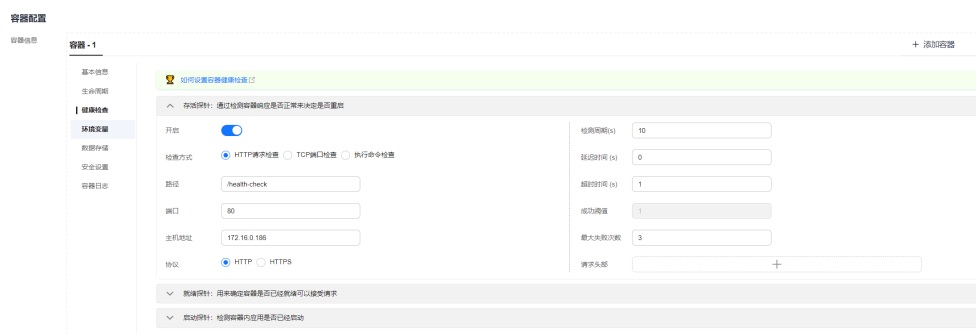 容器配置
容器信息
容器 - 1
+ 添加容器
基本信息
生命周期
健康检查
环境变量
数据存储
安全设置
容器日志
如何设置容器健康检查
存活探针：通过检测容器响应是否正常来决定是否重启
开启
检查方式 HTTP请求检查 TCP端口检查 执行命令检查
路径 /health-check
端口 80
主机地址 172.16.0.186
协议 HTTP HTTPS
检测周期(s) 10
延迟时间 (s) 0
超时时间 (s) 1
成功阈值 1
最大失败次数 3
请求头部 +
就绪探针：用来确定容器是否已经就绪可以接受请求
启动探针：检测容器内应用是否已经启动